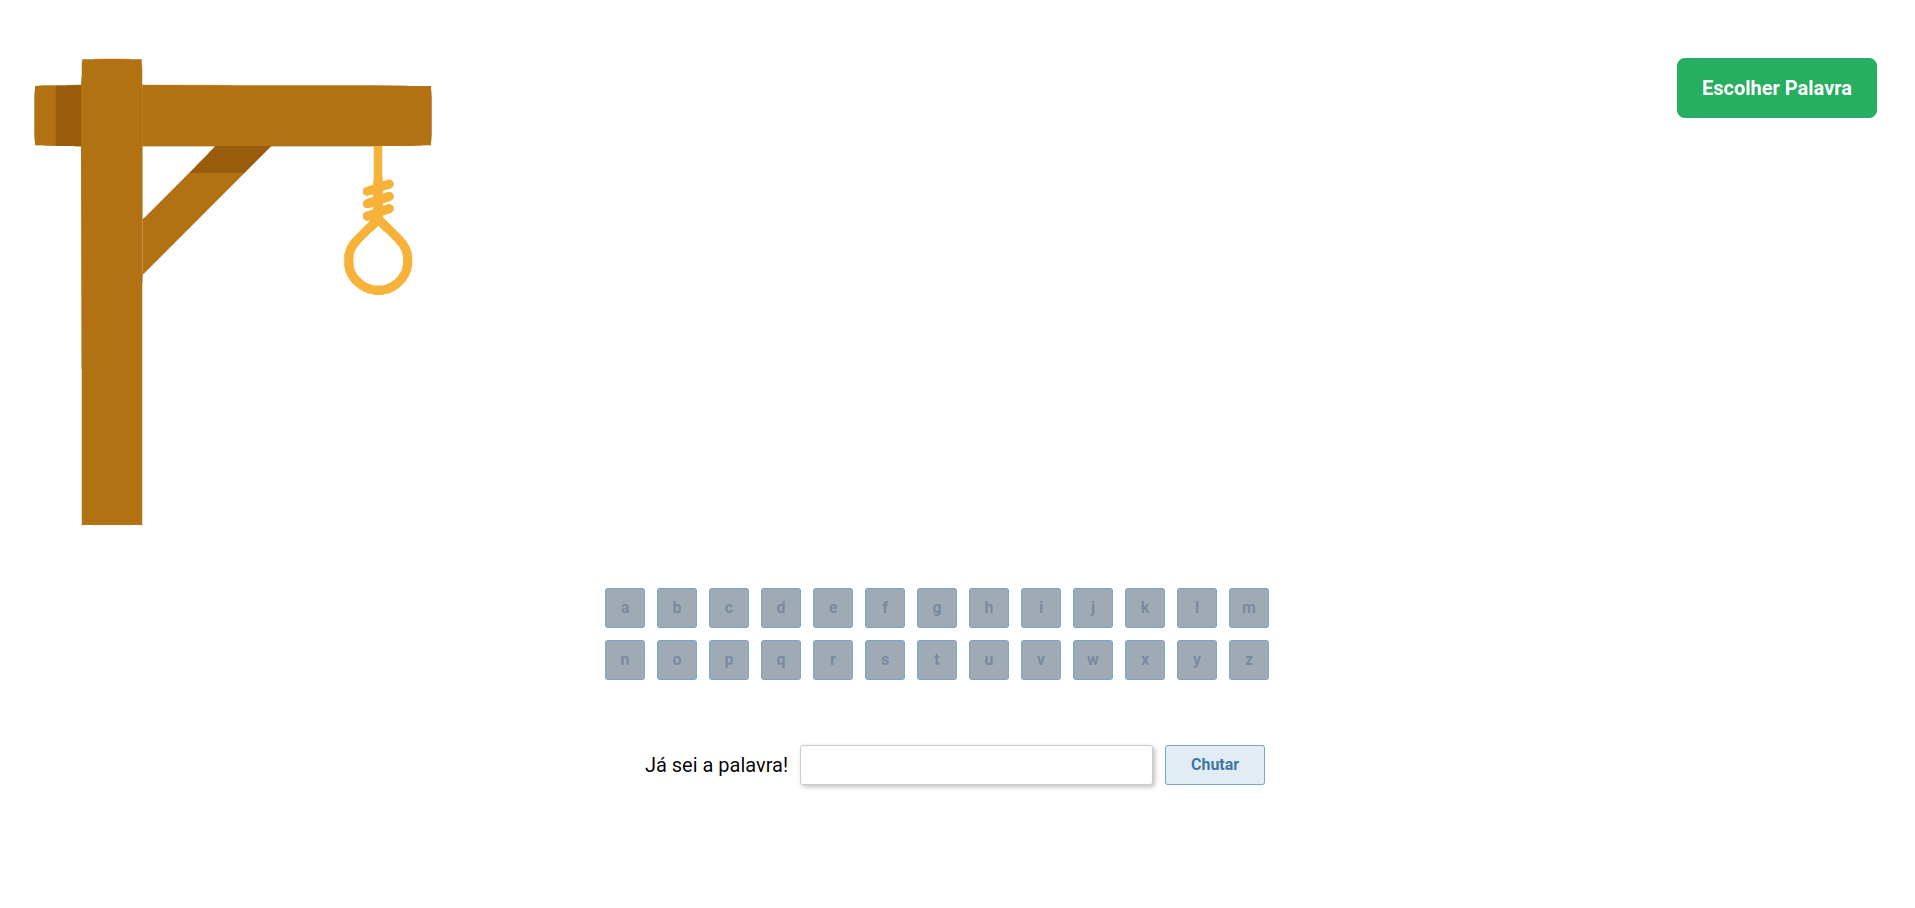 Escolher Palavra
a b c d e f g h i j k l m
n o p q r s t u v w x y z
Já sei a palavra! Chutar